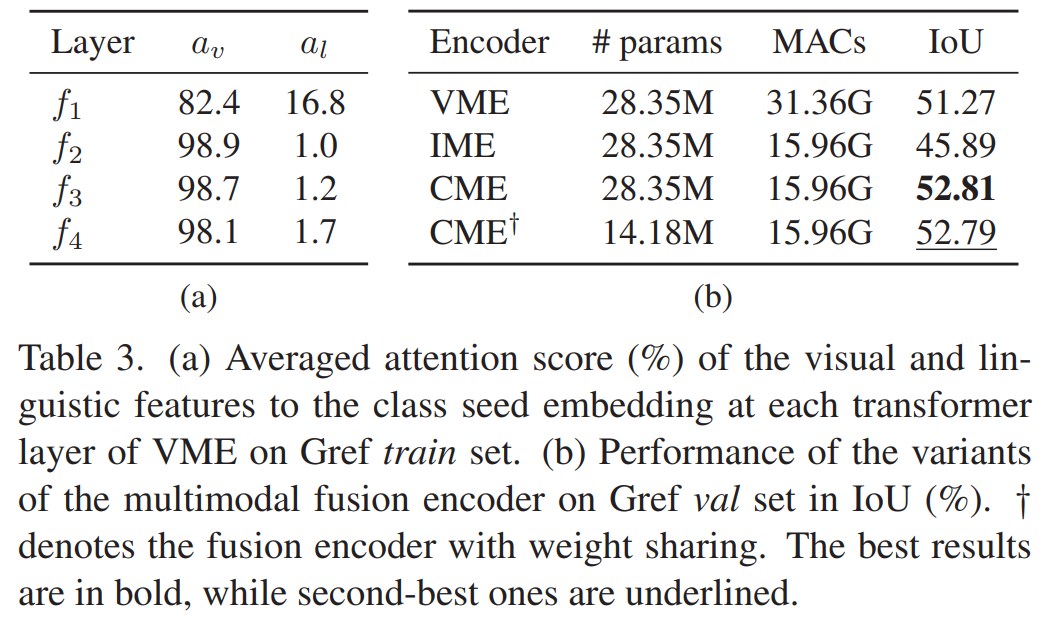 Layer a_v a_l
f_1 82.4 16.8
f_2 98.9 1.0
f_3 98.7 1.2
f_4 98.1 1.7
(a)
Encoder # params MACs IoU
VME 28.35M 31.36G 51.27
IME 28.35M 15.96G 45.89
CME 28.35M 15.96G 52.81
CME† 14.18M 15.96G 52.79
(b)
Table 3. (a) Averaged attention score (%) of the visual and lin-
guistic features to the class seed embedding at each transformer
layer of VME on Gref train set. (b) Performance of the variants
of the multimodal fusion encoder on Gref val set in IoU (%). †
denotes the fusion encoder with weight sharing. The best results
are in bold, while second-best ones are underlined.